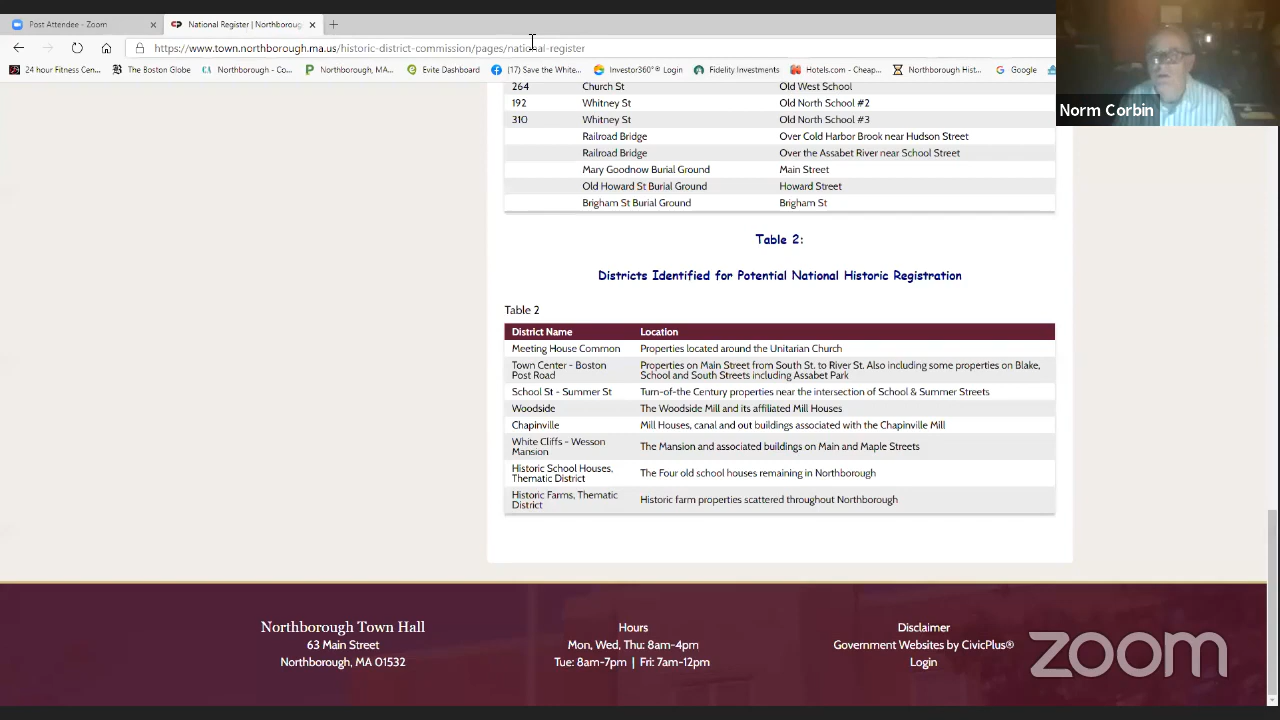 Post Attendee - Zoom
National Register | Northboroug
https://www.town.northborough.ma.us/historic-district-commission/pages/national-register
24 hour Fitness Cen...
The Boston Globe
Northborough - Co...
Northborough, MA...
Evite Dashboard
(17) Save the White...
Investor360°® Login
Fidelity Investments
Hotels.com - Cheap...
Northborough Hist...
Google
Norm Corbin
264 Church St Old West School
192 Whitney St Old North School #2
310 Whitney St Old North School #3
Railroad Bridge Over Cold Harbor Brook near Hudson Street
Railroad Bridge Over the Assabet River near School Street
Mary Goodnow Burial Ground Main Street
Old Howard St Burial Ground Howard Street
Brigham St Burial Ground Brigham St
Table 2:
Districts Identified for Potential National Historic Registration
Table 2
District Name Location
Meeting House Common Properties located around the Unitarian Church
Town Center - Boston Post Road Properties on Main Street from South St. to River St. Also including some properties on Blake,
School and South Streets including Assabet Park
School St - Summer St Turn-of-the Century properties near the intersection of School & Summer Streets
Woodside The Woodside Mill and its affiliated Mill Houses
Chapinville Mill Houses, canal and out buildings associated with the Chapinville Mill
White Cliffs - Wesson
Mansion The Mansion and associated buildings on Main and Maple Streets
Historic School Houses,
Thematic District The Four old school houses remaining in Northborough
Historic Farms, Thematic
District Historic farm properties scattered throughout Northborough
Northborough Town Hall
63 Main Street
Northborough, MA 01532
Hours
Mon, Wed, Thu: 8am-4pm
Tue: 8am-7pm | Fri: 7am-12pm
Disclaimer
Government Websites by CivicPlus®
Login
zoom